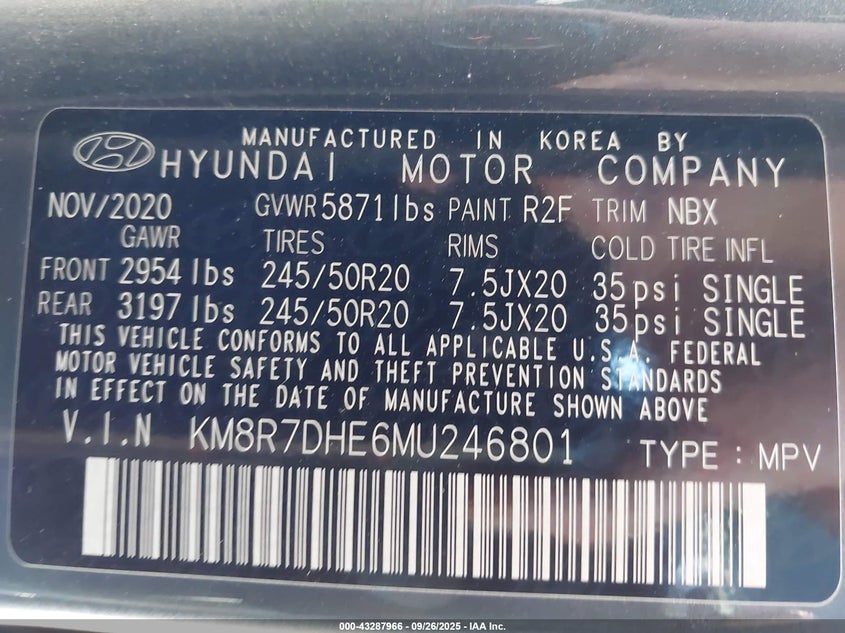 MANUFACTURED IN KOREA BY
HYUNDAI MOTOR COMPANY
NOV/2020 GVWR 5871lbs PAINT R2F TRIM NBX
GAWR TIRES RIMS COLD TIRE INFL
FRONT 2954 lbs 245/50R20 7.5JX20 35psi SINGLE
REAR 3197 lbs 245/50R20 7.5JX20 35psi SINGLE
THIS VEHICLE CONFORMS TO ALL APPLICABLE U.S.A. FEDERAL
MOTOR VEHICLE SAFETY AND THEFT PREVENTION STANDARDS
IN EFFECT ON THE DATE OF MANUFACTURE SHOWN ABOVE
V.I.N KM8R7DHE6MU246801 TYPE : MPV
000-43287966 - 09/26/2025 - IAA Inc.